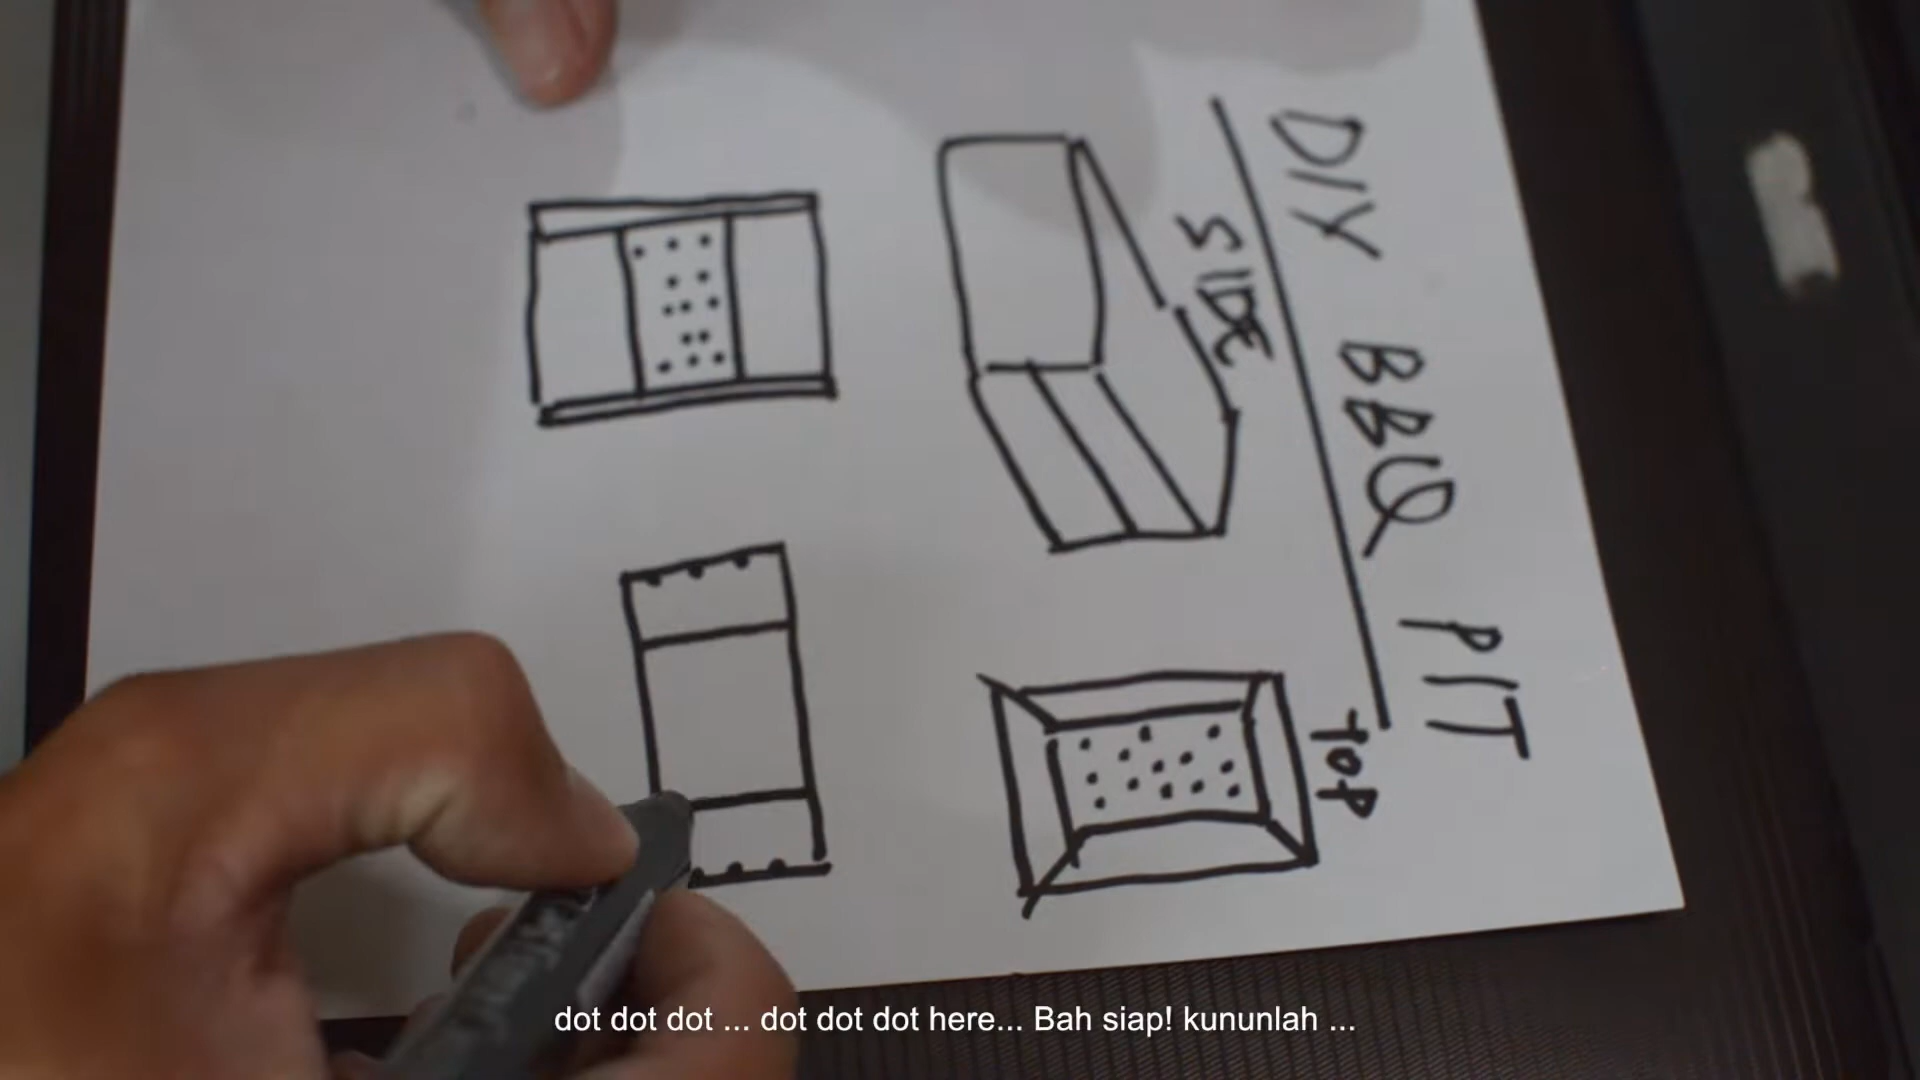 DIY BBQ PIT
SIDE
TOP
dot dot dot ... dot dot dot here... Bah siap! kununlah ...